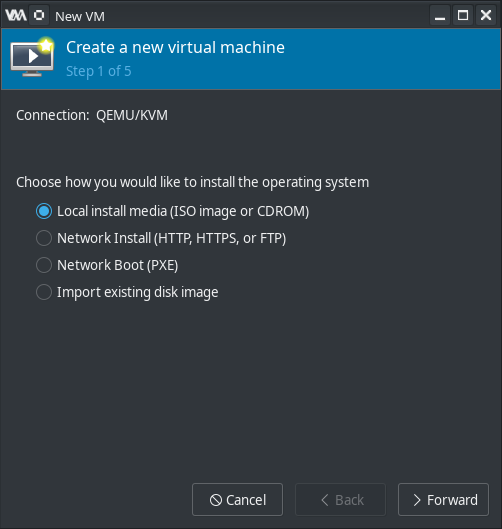 New VM
Create a new virtual machine
Step 1 of 5
Connection: QEMU/KVM
Choose how you would like to install the operating system
Local install media (ISO image or CDROM)
Network Install (HTTP, HTTPS, or FTP)
Network Boot (PXE)
Import existing disk image
Cancel
Back
Forward